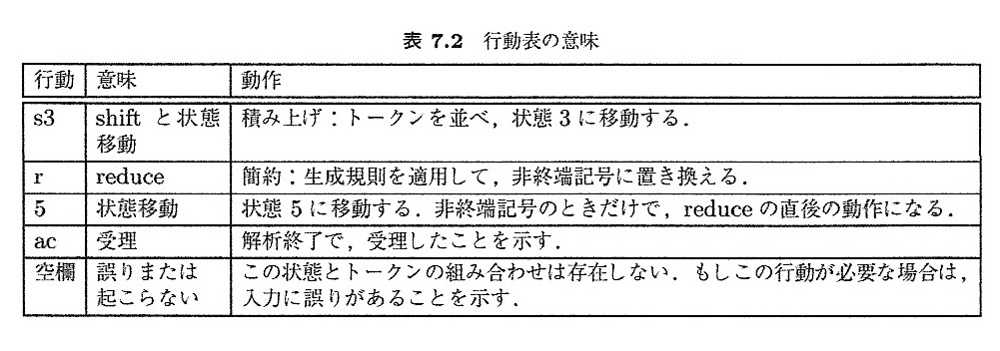 表 7.2 行動表の意味
行動 意味 動作
s3 shift と状態 積み上げ:トークンを並べ,状態 3 に移動する.
移動
r reduce 簡約:生成規則を適用して,非終端記号に置き換える.
5 状態移動 状態 5 に移動する.非終端記号のときだけで,reduce の直後の動作になる.
ac 受理 解析終了で,受理したことを示す.
空欄 誤りまたは この状態とトークンの組み合わせは存在しない.もしこの行動が必要な場合は,
起こらない 入力に誤りがあることを示す.